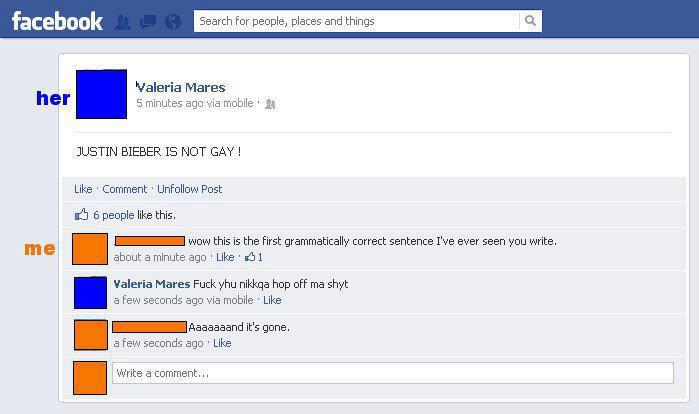 facebook
Search for people, places and things
her
Valeria Mares
5 minutes ago via mobile ·
JUSTIN BIEBER IS NOT GAY !
Like · Comment · Unfollow Post
6 people like this.
me
wow this is the first grammatically correct sentence I've ever seen you write.
about a minute ago · Like · 1
Valeria Mares Fuck yhu nikkqa hop off ma shyt
a few seconds ago via mobile · Like
Aaaaaaand it's gone.
a few seconds ago · Like
Write a comment...